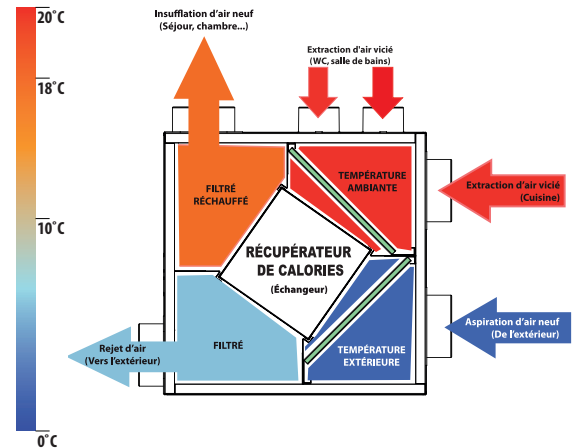 20°C
18°C
10°C
0°C
Insufflation d'air neuf
(Séjour, chambre...)
Extraction d'air vicié
(WC, salle de bains)
FILTRÉ
RÉCHAUFFÉ
TEMPÉRATURE
AMBIANTE
Extraction d'air vicié
(Cuisine)
RÉCUPÉRATEUR
DE CALORIES
(Échangeur)
Rejet d'air
(Vers l'extérieur)
FILTRÉ
TEMPÉRATURE
EXTÉRIEURE
Aspiration d'air neuf
(De l'extérieur)